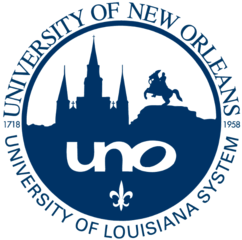 UNIVERSITY OF NEW ORLEANS
1718
1958
uno
UNIVERSITY OF LOUISIANA SYSTEM